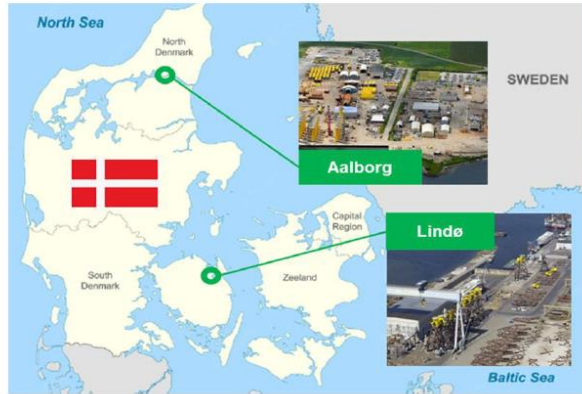 North Sea
North
Denmark
SWEDEN
Aalborg
Capital
Region
Lindø
South
Denmark
Zeeland
Baltic Sea